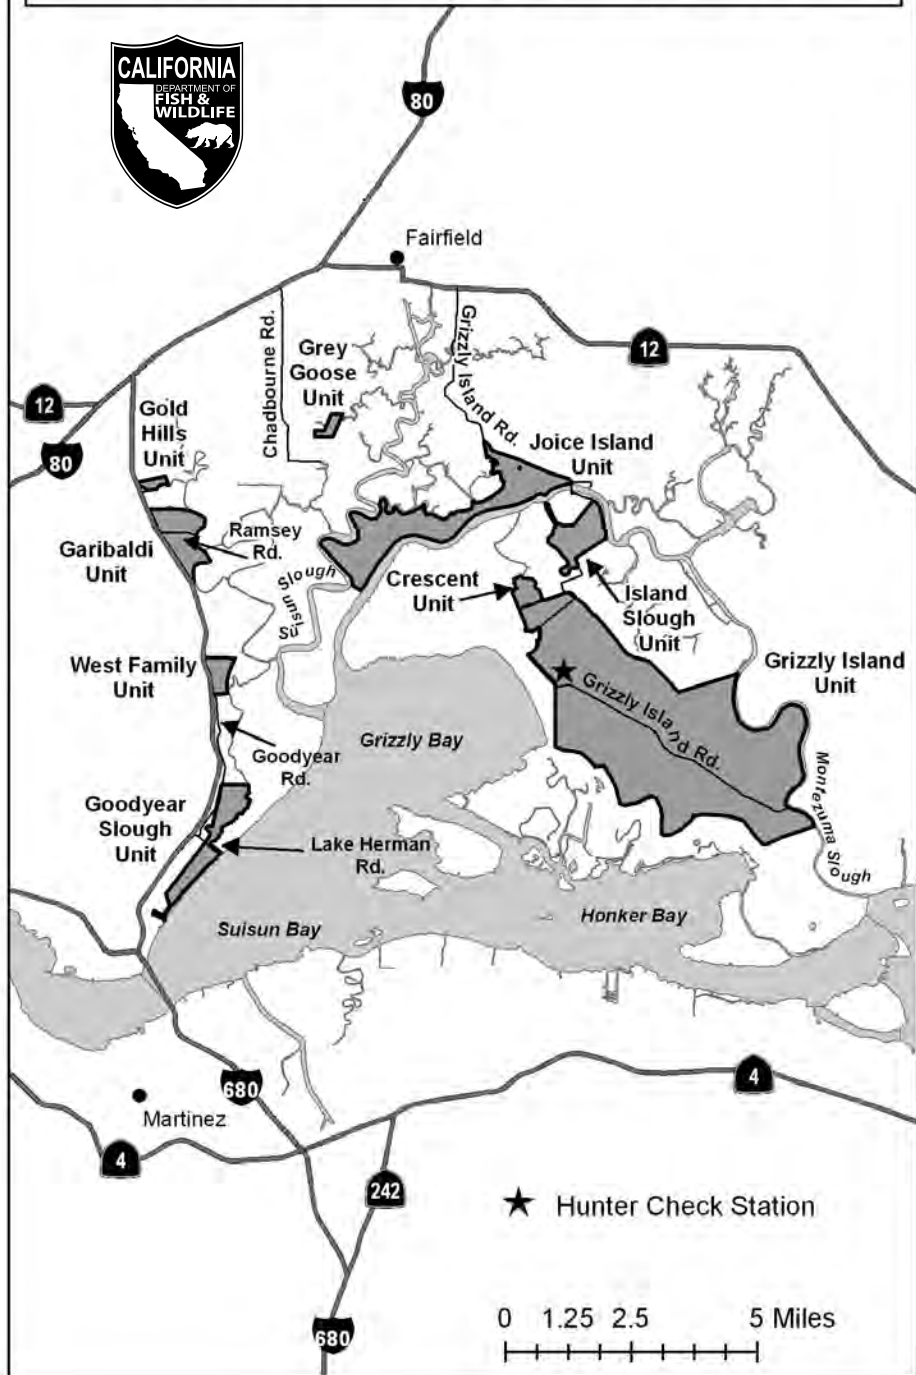 CALIFORNIA
DEPARTMENT OF
FISH &
WILDLIFE
80
Fairfield
Chadbourne Rd.
Grizzly Island Rd.
Grey
Goose
Unit
12
12
80
Gold
Hills
Unit
Joice Island
Unit
Garibaldi
Unit
Ramsey
Rd.
Suisun Slough
Crescent
Unit
Island
Slough
Unit
West Family
Unit
Grizzly Island
Unit
Grizzly Island Rd.
Grizzly Bay
Goodyear
Rd.
Goodyear
Slough
Unit
Montezuma Slough
Lake Herman
Rd.
Suisun Bay
Honker Bay
680
4
Martinez
4
242
Hunter Check Station
680
0 1.25 2.5 5 Miles